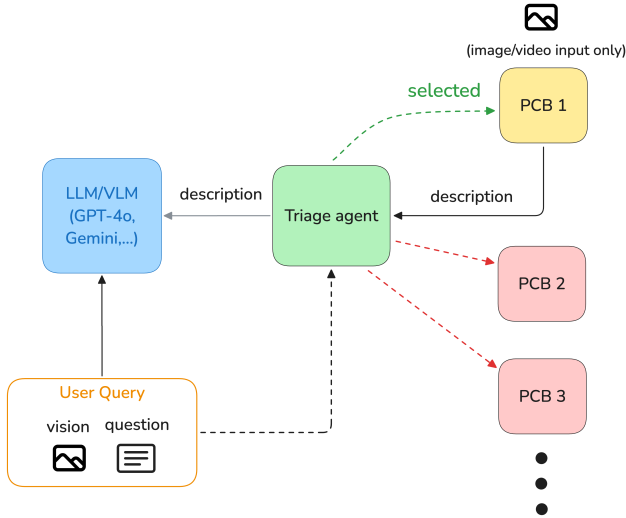 (image/video input only)
selected
PCB 1
LLM/VLM
(GPT-4o,
Gemini,...)
description
Triage agent
description
PCB 2
User Query
vision
question
PCB 3